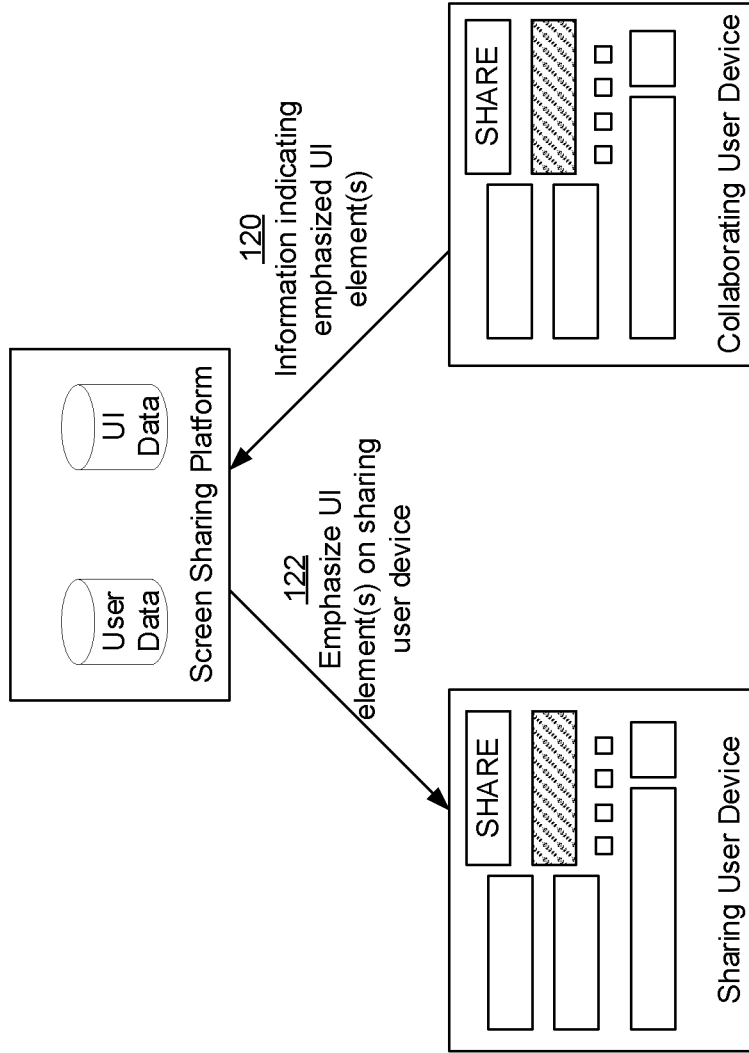 User
Data
UI
Data
Screen Sharing Platform
122
Emphasize UI
element(s) on sharing
user device
120
Information indicating
emphasized UI
element(s)
SHARE
Sharing User Device
SHARE
Collaborating User Device